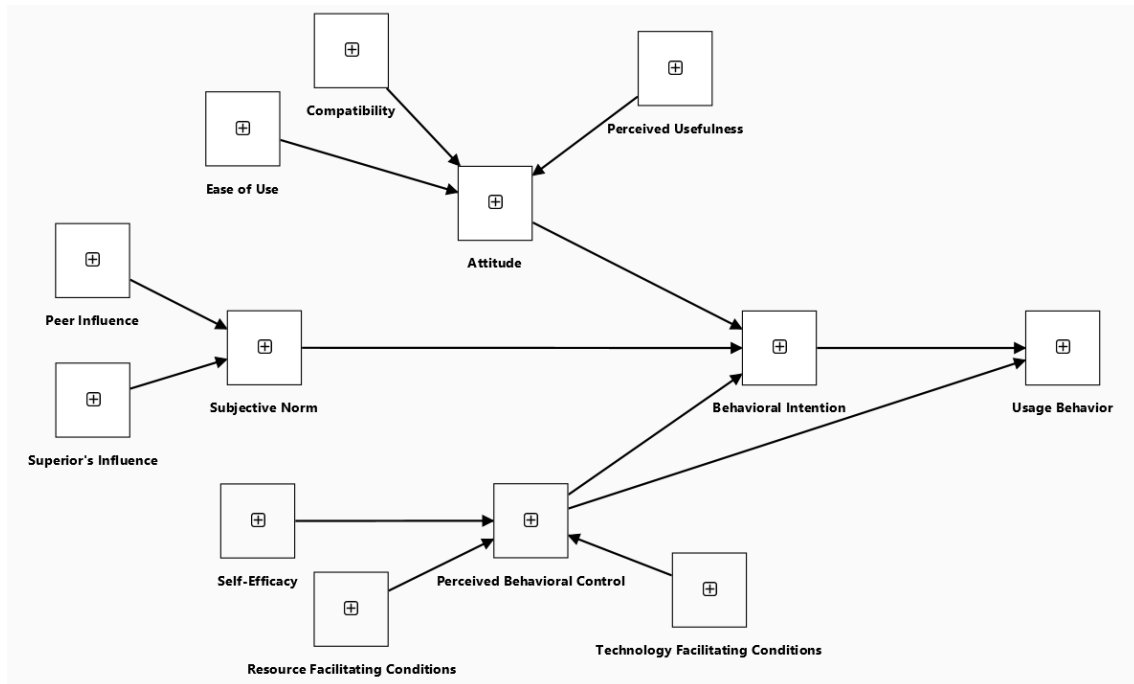 Compatibility
Perceived Usefulness
Ease of Use
Attitude
Peer Influence
Subjective Norm
Behavioral Intention
Usage Behavior
Superior's Influence
Self-Efficacy
Perceived Behavioral Control
Technology Facilitating Conditions
Resource Facilitating Conditions